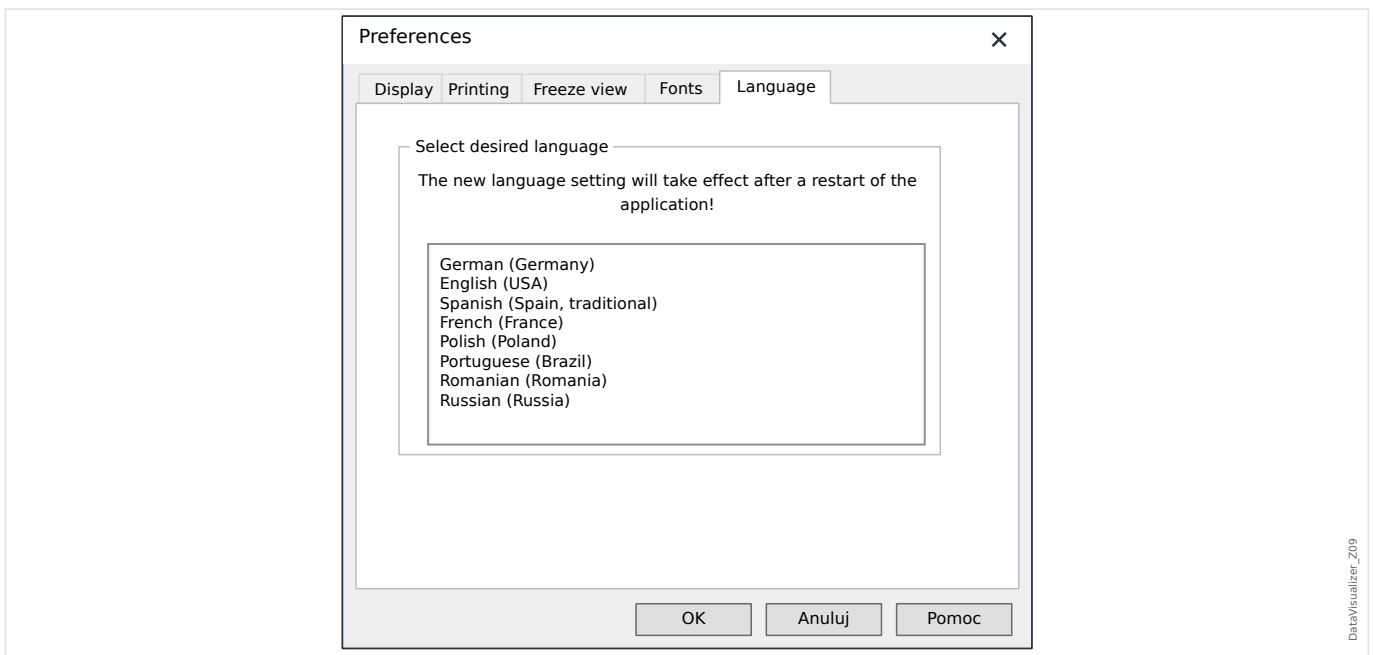 Preferences
Display Printing Freeze view Fonts Language
Select desired language
The new language setting will take effect after a restart of the
application!
German (Germany)
English (USA)
Spanish (Spain, traditional)
French (France)
Polish (Poland)
Portuguese (Brazil)
Romanian (Romania)
Russian (Russia)
OK Anuluj Pomoc
DataVisualizer_Z09